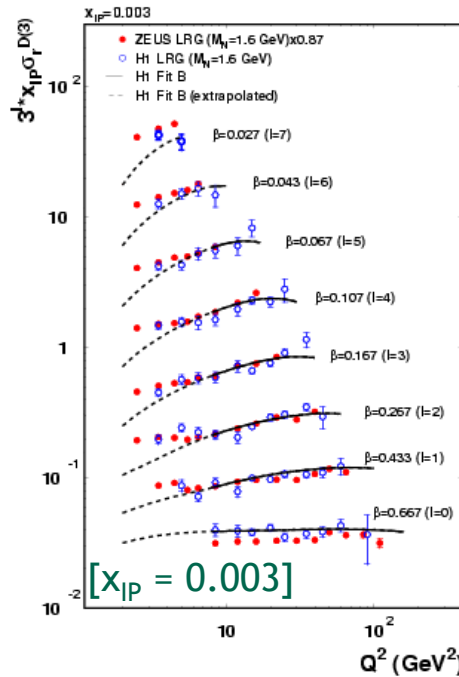 x_IP=0.003
ZEUS LRG (M_N=1.6 GeV)x0.87
H1 LRG (M_N=1.6 GeV)
H1 Fit B
H1 Fit B (extrapolated)
3^l*x_IP σ_r^D(3)
10^2
β=0.027 (l=7)
β=0.043 (l=6)
10
β=0.067 (l=5)
β=0.107 (l=4)
1
β=0.167 (l=3)
β=0.267 (l=2)
10^-1
β=0.433 (l=1)
β=0.667 (l=0)
[x_IP = 0.003]
10^-2
10
10^2
Q^2 (GeV^2)